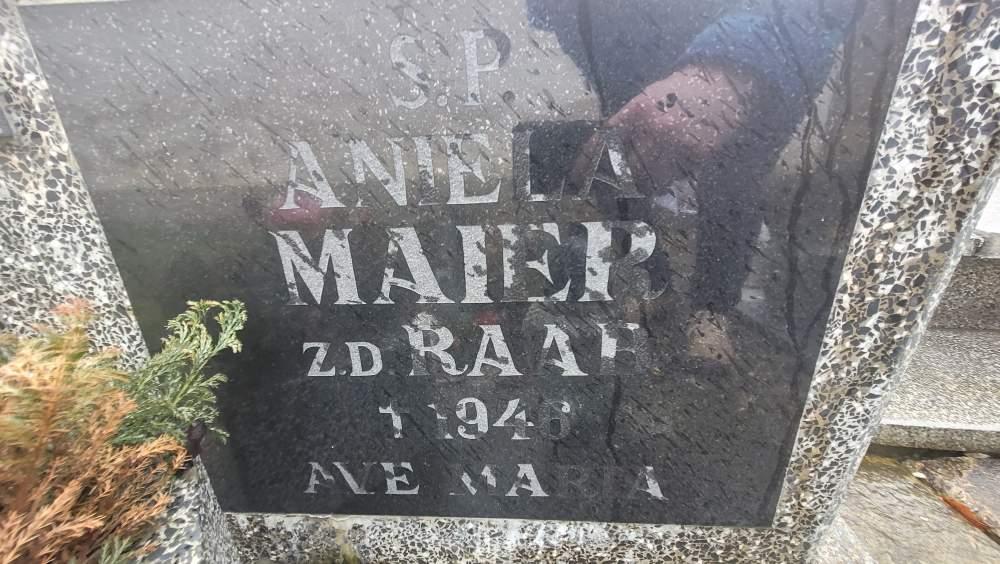 Ś.P.
ANIELA
MAIER
Z.D. RAAB
† 1946
AVE MARIA